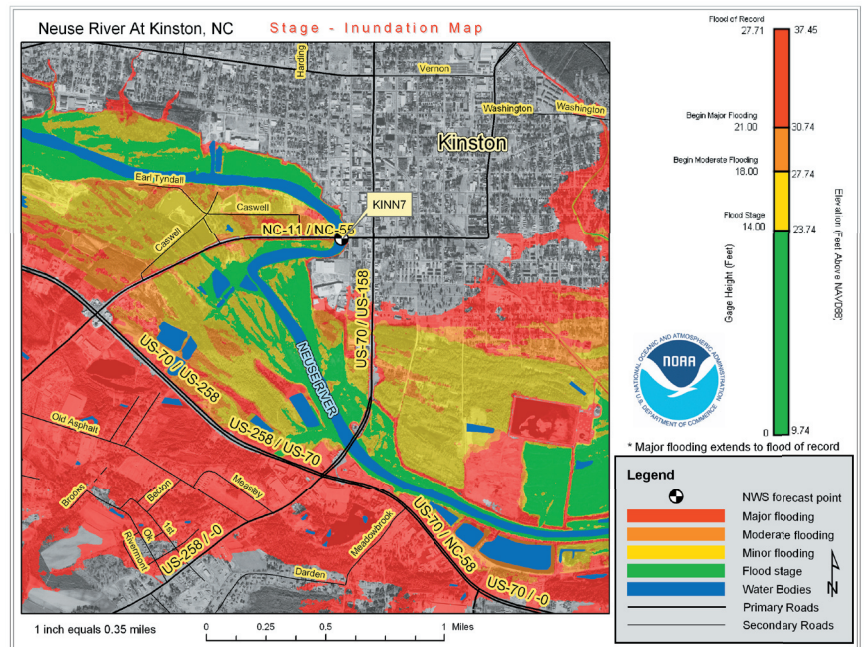 Neuse River At Kinston, NC
Stage - Inundation Map
Harding
Vernon
Washington
Washington
Kinston
Earl Tyndall
KINN7
Caswell
Caswell
NC-11 / NC-55
US-70 / US-158
US-70 / US-258
NEUSE RIVER
Old Asphalt
US-258 / US-70
Brooks
Becton
Measley
Ok
1st
Rivermont
US-258 / -0
Meadowbrook
Darden
US-70 / NC-58
US-70 / -0
1 inch equals 0.35 miles
0 0.25 0.5 1 Miles
Flood of Record
27.71
37.45
Begin Major Flooding
21.00
30.74
Begin Moderate Flooding
18.00
27.74
Flood Stage
14.00
23.74
Gage Height (Feet)
Elevation (Feet Above NAVD88)
0
9.74
NATIONAL OCEANIC AND ATMOSPHERIC ADMINISTRATION
NOAA
U.S. DEPARTMENT OF COMMERCE
* Major flooding extends to flood of record
Legend
NWS forecast point
Major flooding
Moderate flooding
Minor flooding
Flood stage
Water Bodies
Primary Roads
Secondary Roads
N